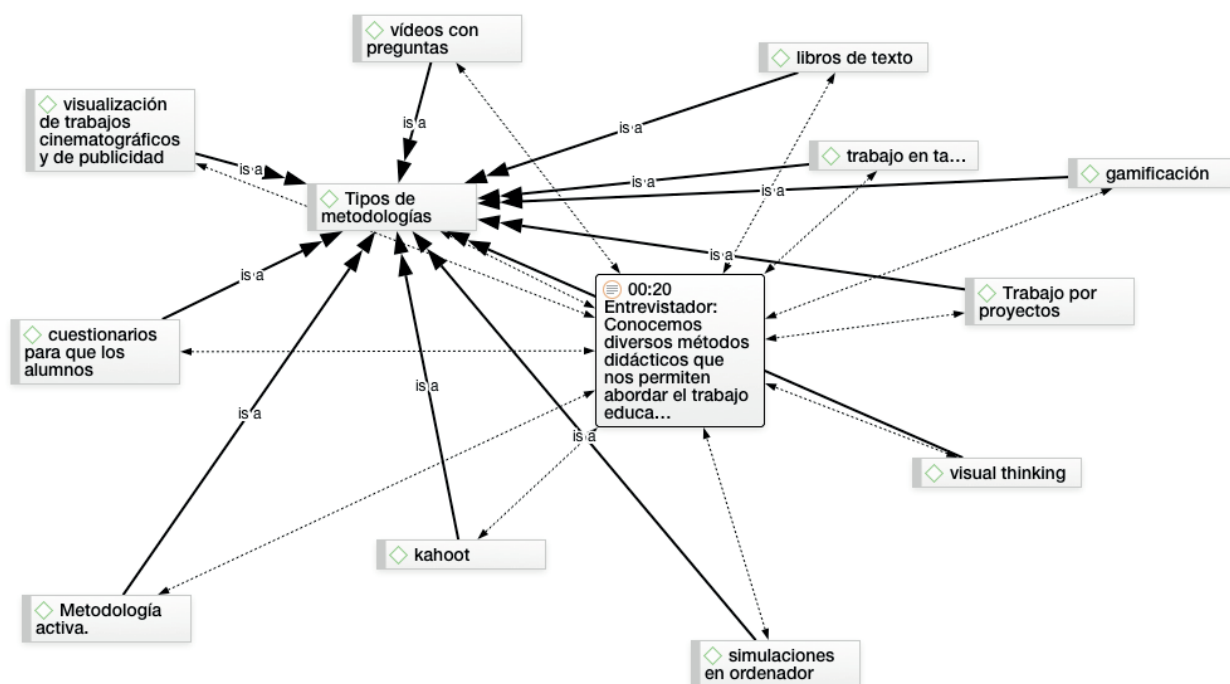 vídeos con
preguntas
libros de texto
visualización
de trabajos
cinematográficos
y de publicidad
is a
is a
is a
trabajo en ta...
is a
is a
gamificación
Tipos de
metodologías
is a
is a
00:20
Entrevistador:
Conocemos
diversos métodos
didácticos que
nos permiten
abordar el trabajo
educa...
Trabajo por
proyectos
cuestionarios
para que los
alumnos
is a
is a
is a
visual thinking
kahoot
Metodología
activa.
simulaciones
en ordenador